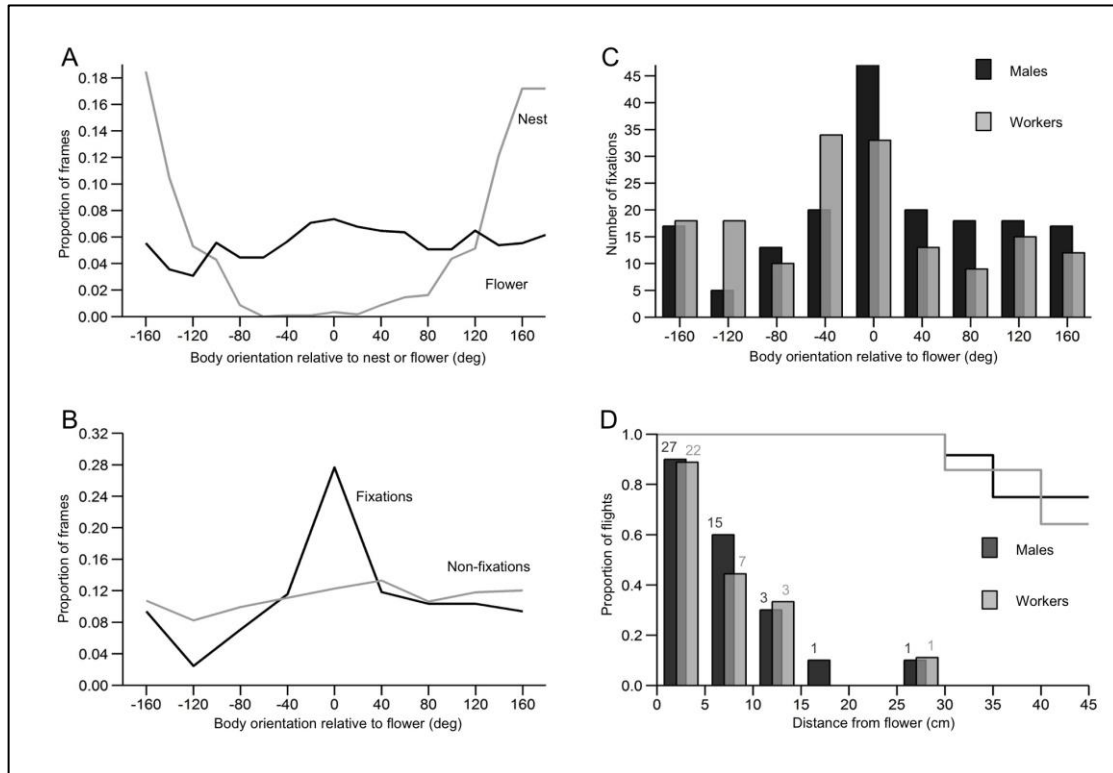 A
Proportion of frames
0.18
0.16
0.14
0.12
0.10
0.08
0.06
0.04
0.02
0.00
Nest
Flower
-160 -120 -80 -40 0 40 80 120 160
Body orientation relative to nest or flower (deg)
B
Proportion of frames
0.32
0.28
0.24
0.20
0.16
0.12
0.08
0.04
0.00
Fixations
Non-fixations
-160 -120 -80 -40 0 40 80 120 160
Body orientation relative to flower (deg)
C
Number of fixations
45
40
35
30
25
20
15
10
5
0
Males
Workers
-160 -120 -80 -40 0 40 80 120 160
Body orientation relative to flower (deg)
D
Proportion of flights
1.0
0.8
0.6
0.4
0.2
0.0
27 22
15 7
3 3
1
1 1
Males
Workers
0 5 10 15 20 25 30 35 40 45
Distance from flower (cm)